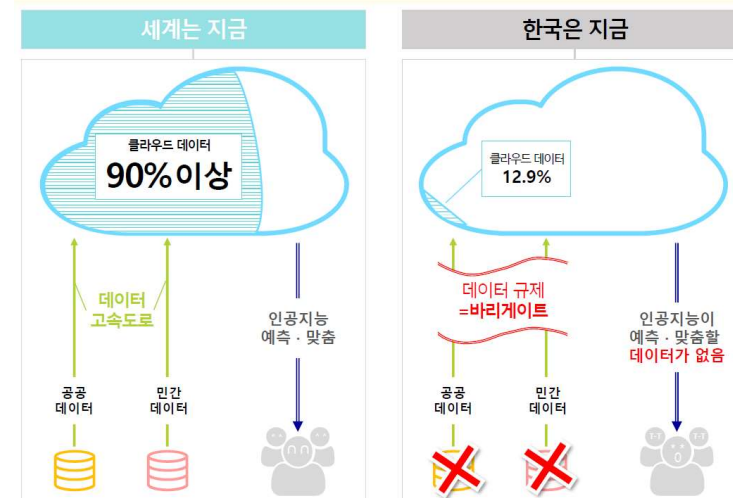 세계는 지금
클라우드 데이터
90%이상
데이터
고속도로
인공지능
예측 · 맞춤
공공
데이터
민간
데이터
한국은 지금
클라우드 데이터
12.9%
데이터 규제
=바리게이트
인공지능이
예측 · 맞춤할
데이터가 없음
공공
데이터
민간
데이터
T-T
T-T